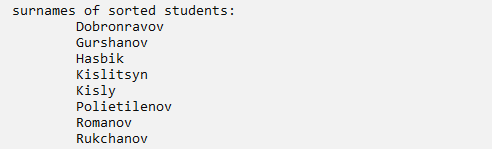 surnames of sorted students:
Dobronravov
Gurshanov
Hasbik
Kislitsyn
Kisly
Polietilenov
Romanov
Rukchanov